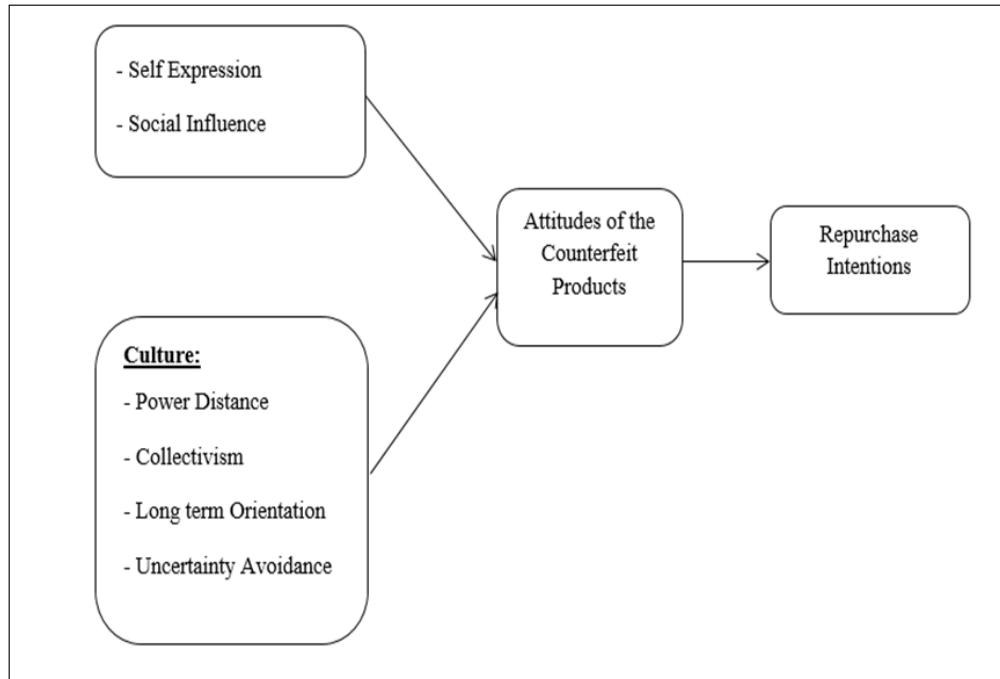 - Self Expression
- Social Influence
Culture:
- Power Distance
- Collectivism
- Long term Orientation
- Uncertainty Avoidance
Attitudes of the
Counterfeit
Products
Repurchase
Intentions